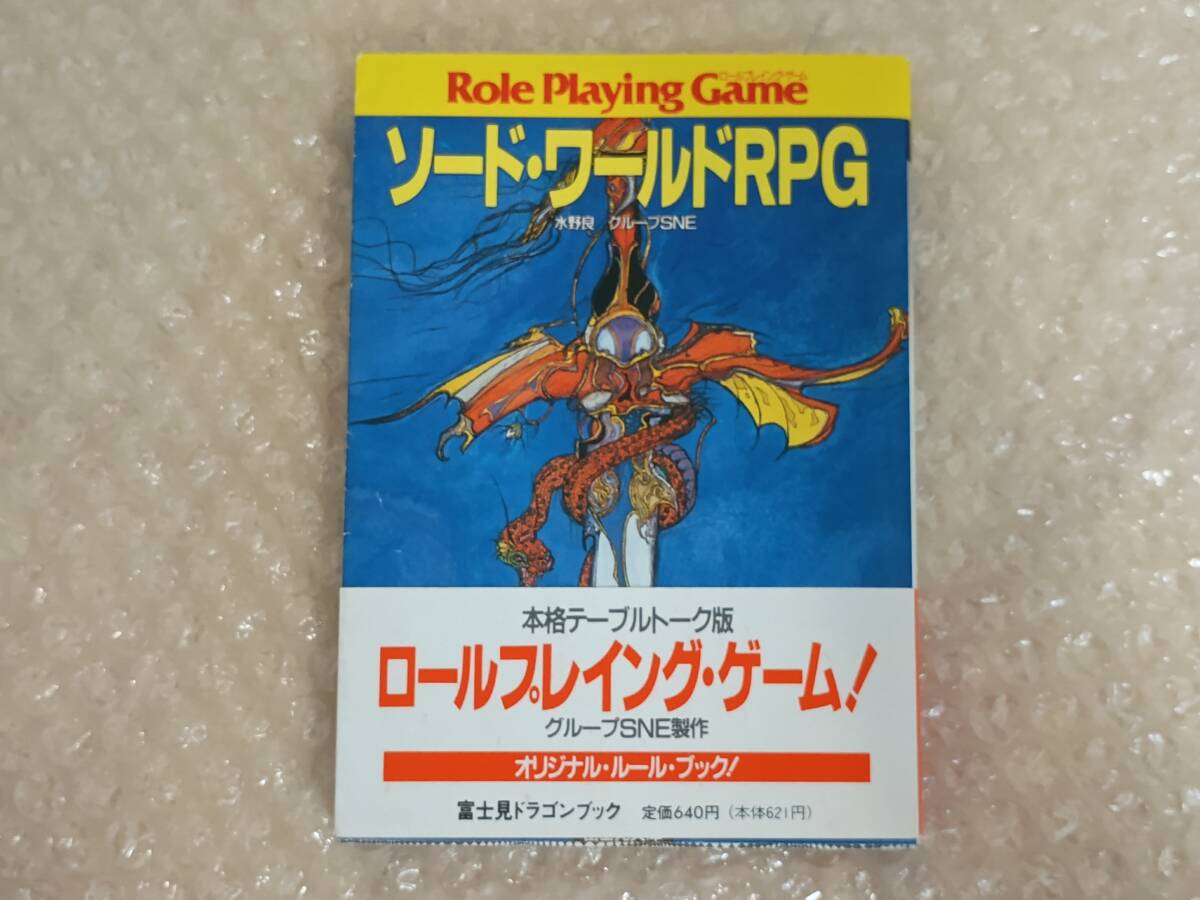 Role Playing Game
ロールプレイング・ゲーム
ソード・ワールドRPG
水野良　グループSNE
本格テーブルトーク版
ロールプレイング・ゲーム!
グループSNE製作
オリジナル・ルール・ブック!
富士見ドラゴンブック　定価640円（本体621円）